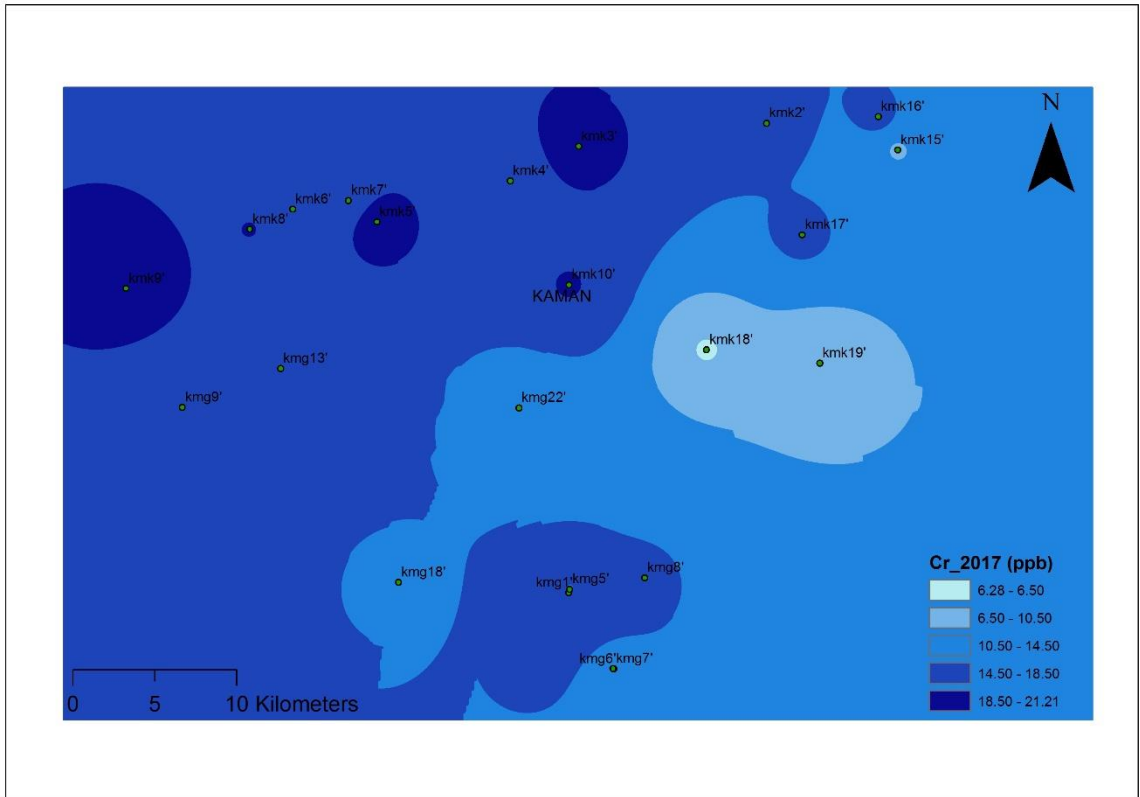 N
kmk2'
kmk16'
kmk3'
kmk15'
kmk4'
kmk7'
kmk6'
kmk5'
kmk8'
kmk17'
kmk9'
kmk10'
KAMAN
kmk18'
kmg13'
kmk19'
kmg9'
kmg22'
kmg18'
kmg1' kmg5'
kmg8'
kmg6' kmg7'
Cr_2017 (ppb)
6.28 - 6.50
6.50 - 10.50
10.50 - 14.50
14.50 - 18.50
18.50 - 21.21
0 5 10 Kilometers